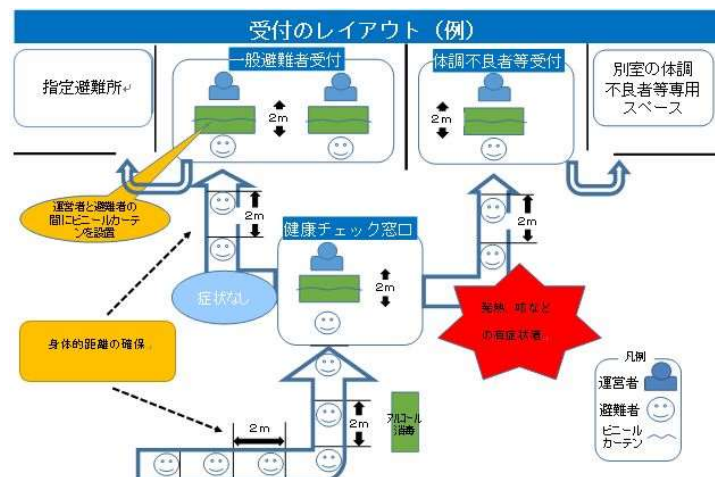 受付のレイアウト（例）
一般避難者受付
体調不良者等受付
指定避難所
別室の体調
不良者等専用
スペース
2m
2m
運営者と避難者の
間にビニールカーテ
ンを設置
2m
2m
健康チェック窓口
2m
症状なし
発熱、咳など
の有症状者
身体的距離の確保
2m
2m
アルコール
消毒
凡例
運営者
避難者
ビニール
カーテン